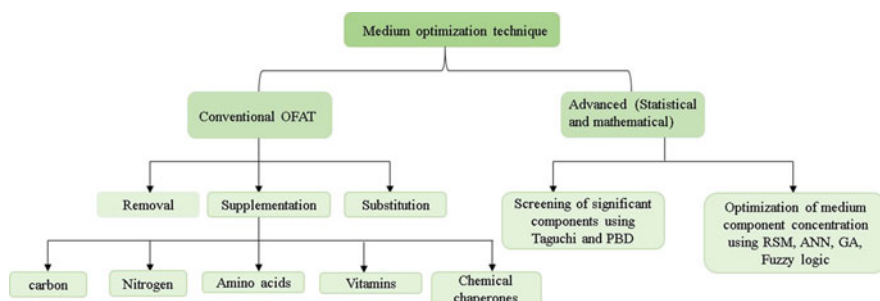 Medium optimization technique
Conventional OFAT
Advanced (Statistical
and mathematical)
Removal
Supplementation
Substitution
Screening of significant
components using
Taguchi and PBD
Optimization of medium
component concentration
using RSM, ANN, GA,
Fuzzy logic
carbon
Nitrogen
Amino acids
Vitamins
Chemical
chaperones